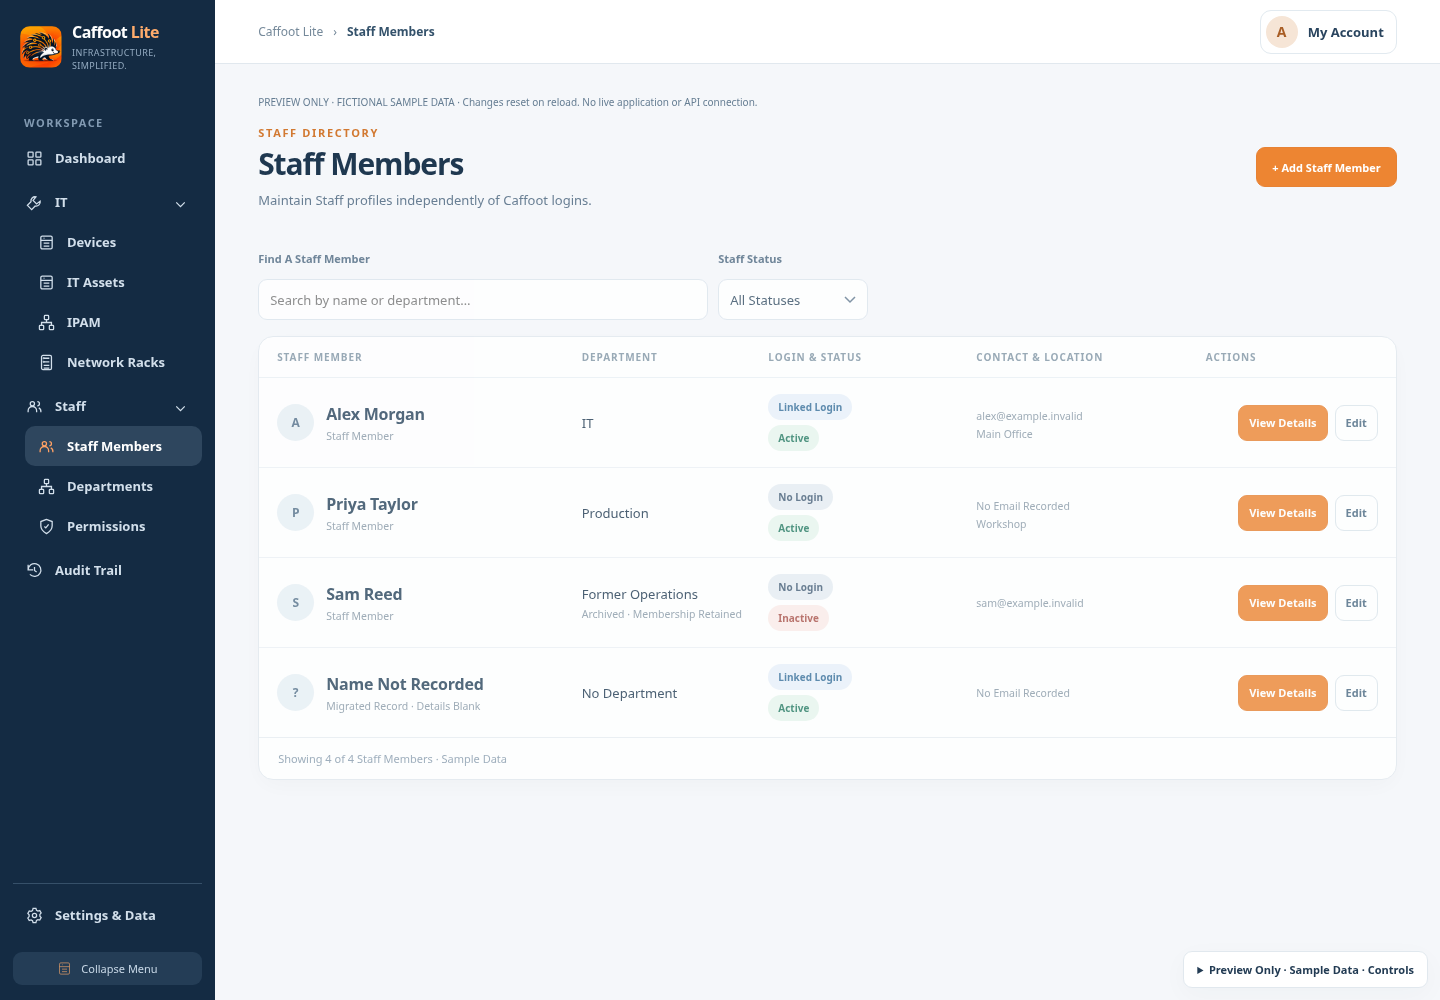 Caffoot Lite
INFRASTRUCTURE,
SIMPLIFIED.
WORKSPACE
Dashboard
IT
Devices
IT Assets
IPAM
Network Racks
Staff
Staff Members
Departments
Permissions
Audit Trail
Settings & Data
Collapse Menu
Caffoot Lite › Staff Members
A My Account
PREVIEW ONLY · FICTIONAL SAMPLE DATA · Changes reset on reload. No live application or API connection.
STAFF DIRECTORY
Staff Members
+ Add Staff Member
Maintain Staff profiles independently of Caffoot logins.
Find A Staff Member
Staff Status
Search by name or department...
All Statuses
STAFF MEMBER DEPARTMENT LOGIN & STATUS CONTACT & LOCATION ACTIONS
A
Alex Morgan
Staff Member
IT
Linked Login
Active
alex@example.invalid
Main Office
View Details Edit
P
Priya Taylor
Staff Member
Production
No Login
Active
No Email Recorded
Workshop
View Details Edit
S
Sam Reed
Staff Member
Former Operations
Archived · Membership Retained
No Login
Inactive
sam@example.invalid
View Details Edit
?
Name Not Recorded
Migrated Record · Details Blank
No Department
Linked Login
Active
No Email Recorded
View Details Edit
Showing 4 of 4 Staff Members · Sample Data
▶ Preview Only · Sample Data · Controls